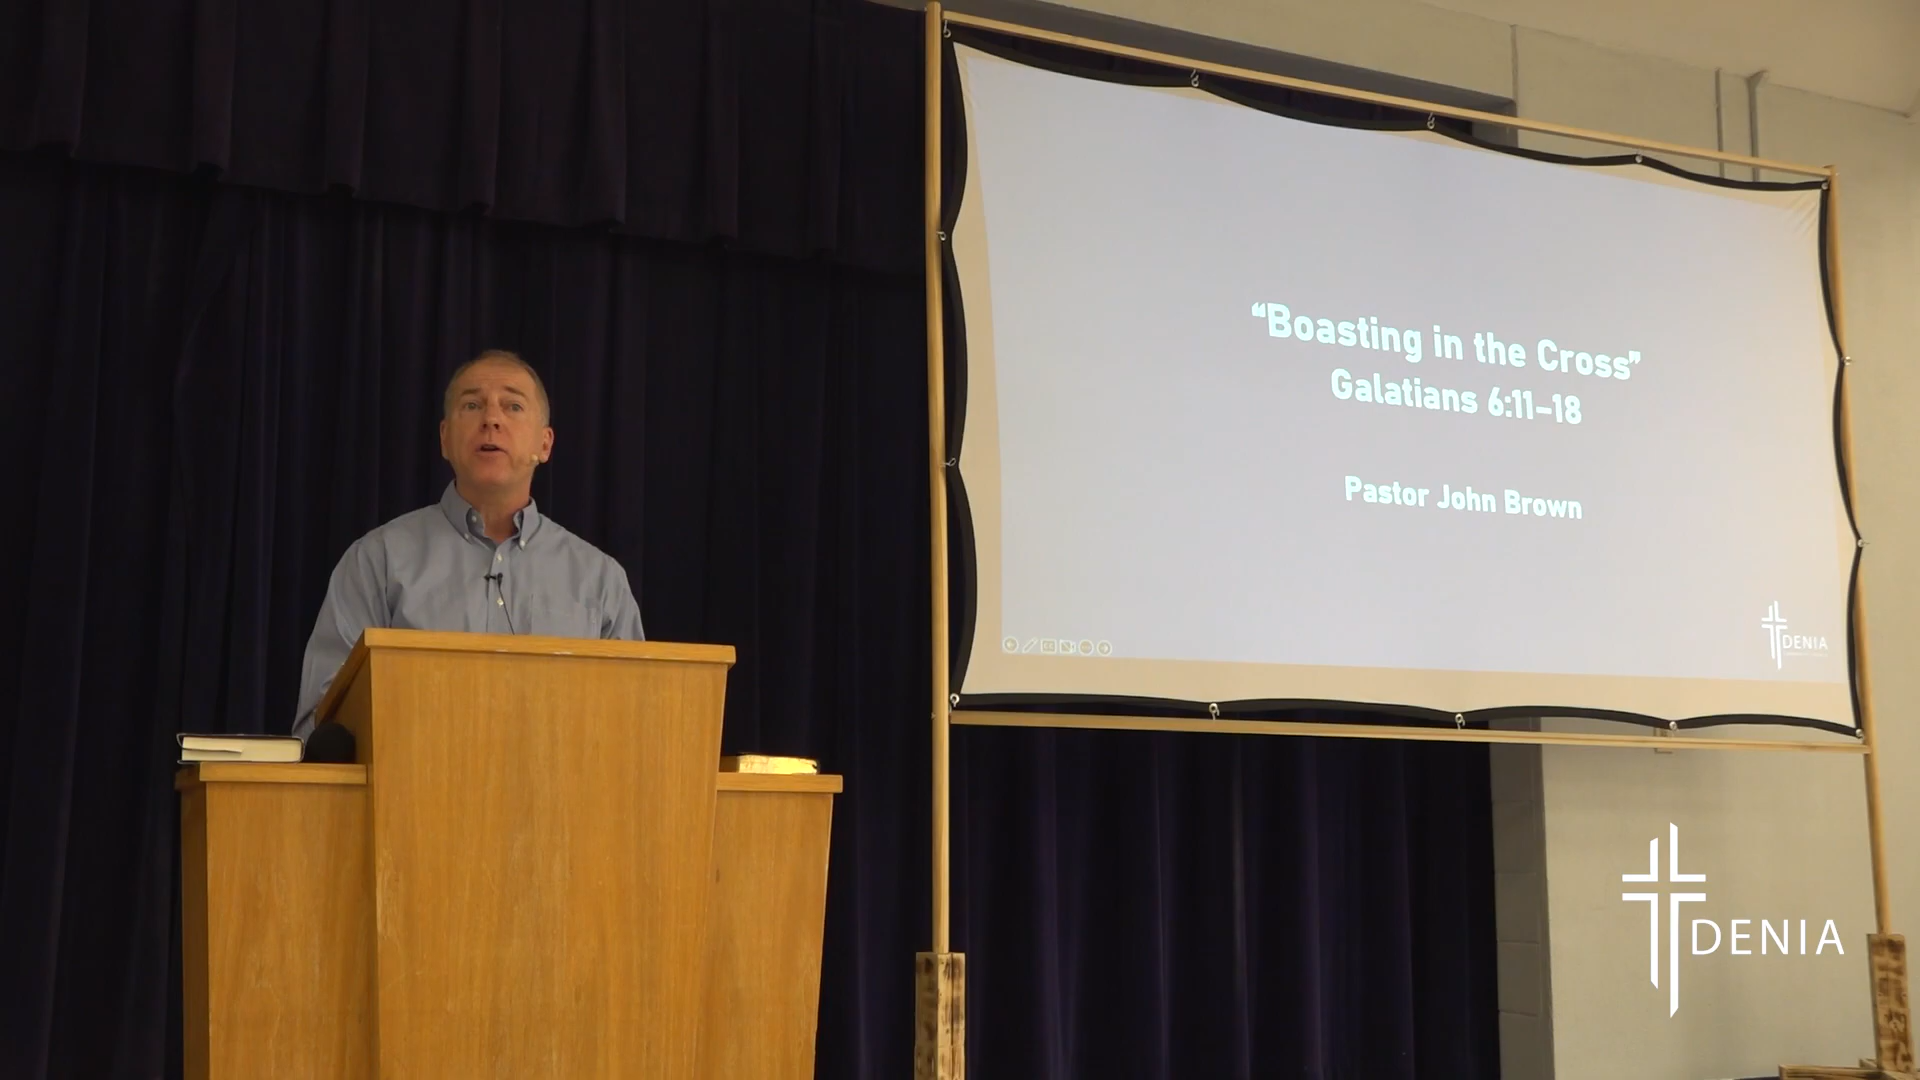 “Boasting in the Cross”
Galatians 6:11–18
Pastor John Brown
DENIA
DENIA